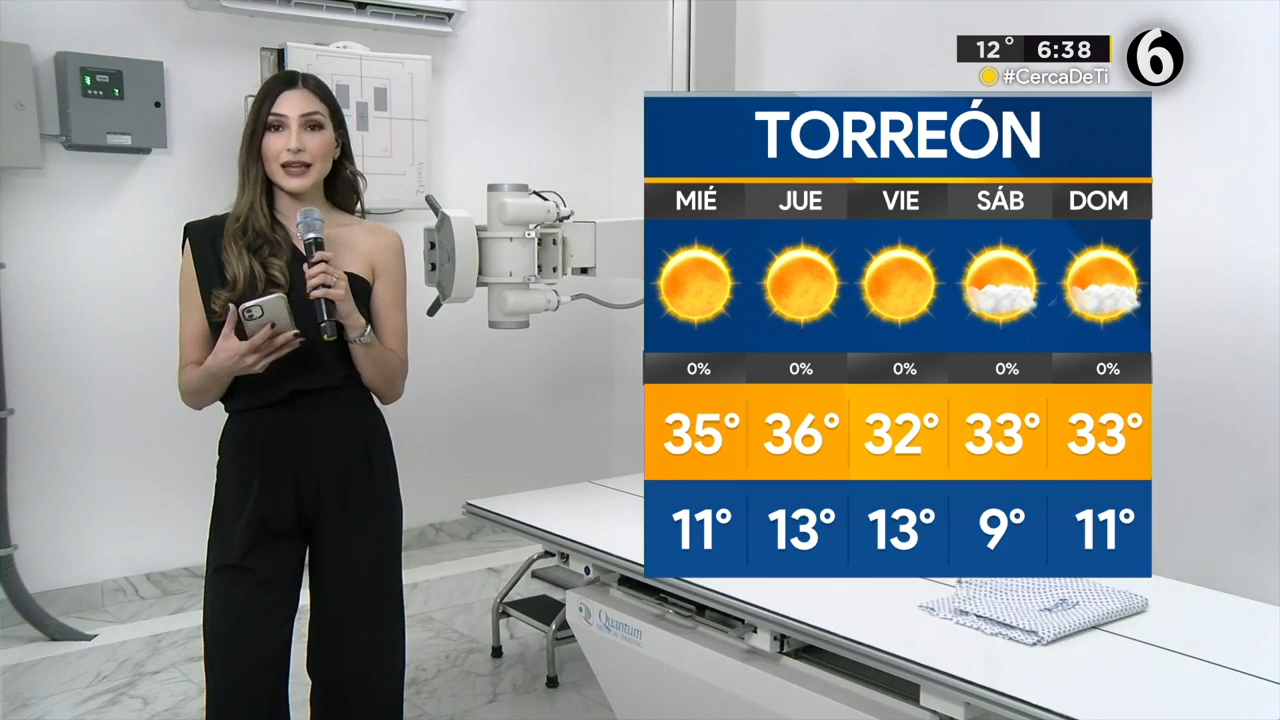 12° 6:38
6
#CercaDeTi
TORREÓN
MIÉ JUE VIE SÁB DOM
0% 0% 0% 0% 0%
35° 36° 32° 33° 33°
11° 13° 13° 9° 11°
Quantum